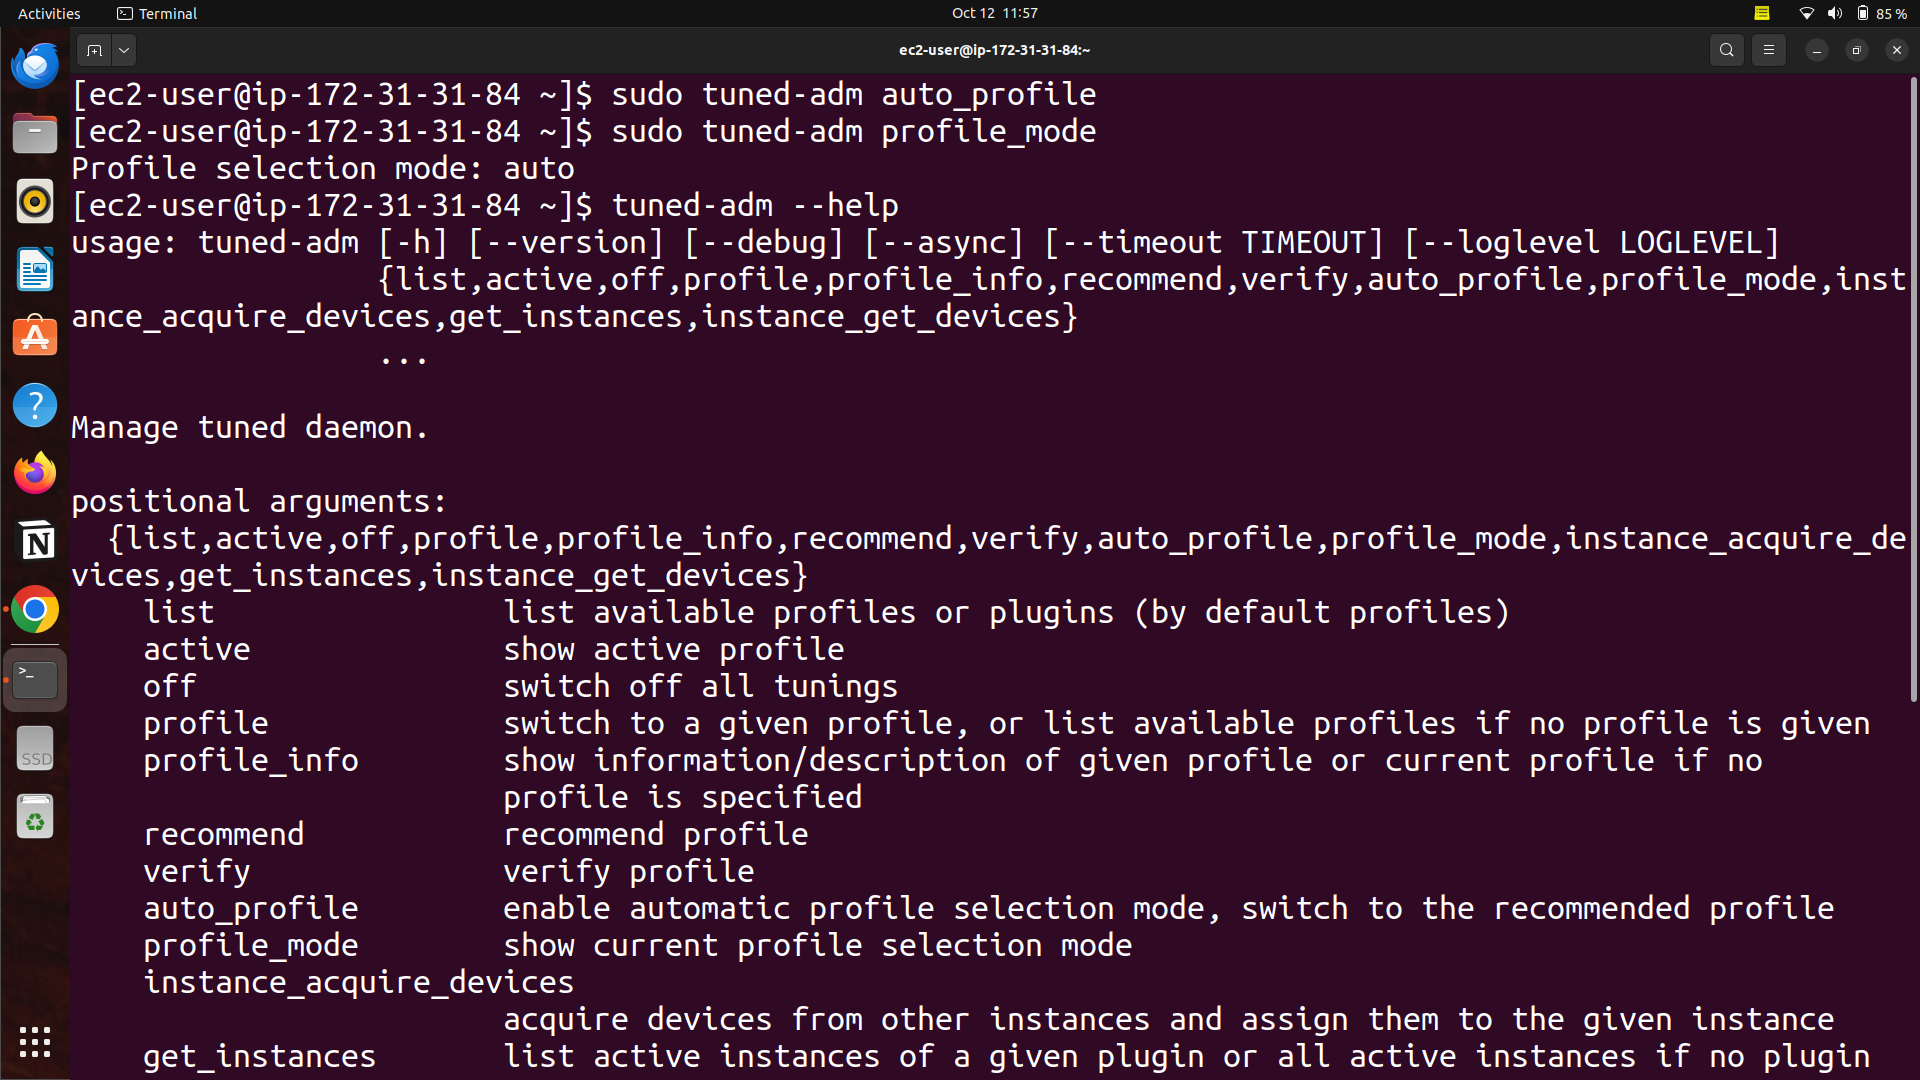 Activities Terminal Oct 12 11:57 85 %
ec2-user@ip-172-31-31-84:~
[ec2-user@ip-172-31-31-84 ~]$ sudo tuned-adm auto_profile
[ec2-user@ip-172-31-31-84 ~]$ sudo tuned-adm profile_mode
Profile selection mode: auto
[ec2-user@ip-172-31-31-84 ~]$ tuned-adm --help
usage: tuned-adm [-h] [--version] [--debug] [--async] [--timeout TIMEOUT] [--loglevel LOGLEVEL]
{list,active,off,profile,profile_info,recommend,verify,auto_profile,profile_mode,inst
ance_acquire_devices,get_instances,instance_get_devices}
...
Manage tuned daemon.
positional arguments:
{list,active,off,profile,profile_info,recommend,verify,auto_profile,profile_mode,instance_acquire_de
vices,get_instances,instance_get_devices}
list list available profiles or plugins (by default profiles)
active show active profile
off switch off all tunings
profile switch to a given profile, or list available profiles if no profile is given
profile_info show information/description of given profile or current profile if no
profile is specified
recommend recommend profile
verify verify profile
auto_profile enable automatic profile selection mode, switch to the recommended profile
profile_mode show current profile selection mode
instance_acquire_devices
acquire devices from other instances and assign them to the given instance
get_instances list active instances of a given plugin or all active instances if no plugin
SSD